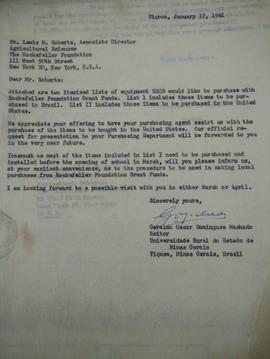 Viçosa, January 17, 1961
Mr. Lewis M. Roberts, Associate Director
Agricultural Sciences
The Rockefeller Foundation
111 West 50th Street
New York 20, New York, U.S.A.
Dear Mr. Roberts:
Attached are two itemized lists of equipment ESCD would like to purchase with
Rockefeller Foundation Grant Funds. List I includes those items to be pur-
chased in Brazil. List II includes those items to be purchased in the United
States.
We appreciate your offering to have your purchasing agent assist us with the
purchase of the items to be bought in the United States. Our official re-
quest for presentation to your Purchasing Department will be forwarded to you
in the very near future.
Inasmuch as most of the items included in list I need to be purchased and
installed before the opening of school in March, will you please inform us,
at your earliest convenience, as to the procedure to be used in making local
purchases from Rockefeller Foundation Grant Funds.
I am looking forward to a possible visit with you in either March or April.
Sincerely yours,
Geraldo Oscar Domingues Machado
Reitor
Universidade Rural do Estado de
Minas Gerais
Viçosa, Minas Gerais, Brazil